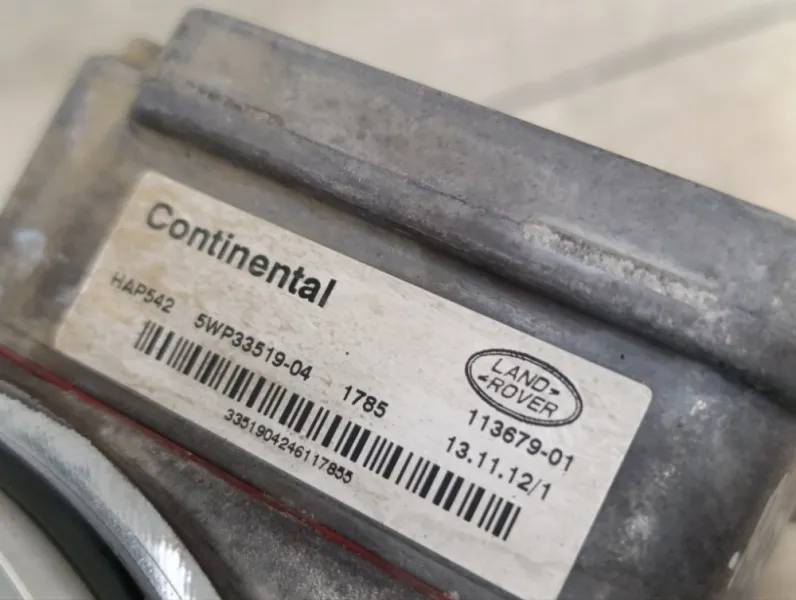 Continental
HAP542 5WP33519-04 1785 113679-01
13.11.12/1
3351904246117855
LAND
ROVER